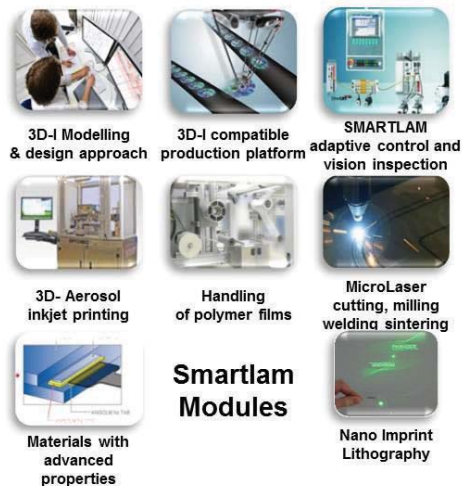 3D-I Modelling
& design approach
3D-I compatible
production platform
SMARTLAM
adaptive control and
vision inspection
3D- Aerosol
inkjet printing
Handling
of polymer films
MicroLaser
cutting, milling
welding sintering
Materials with
advanced
properties
Smartlam
Modules
Nano Imprint
Lithography